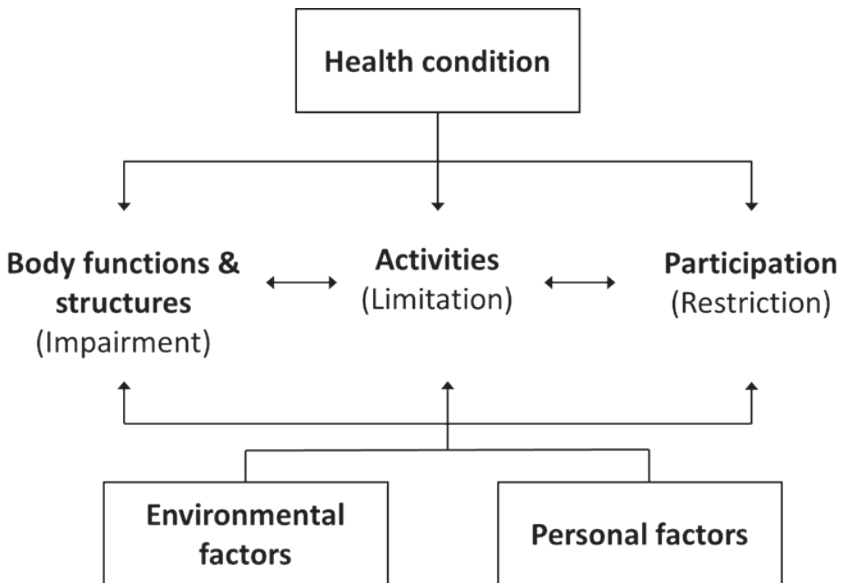 Health condition
Body functions &
structures
(Impairment)
Activities
(Limitation)
Participation
(Restriction)
Environmental
factors
Personal factors